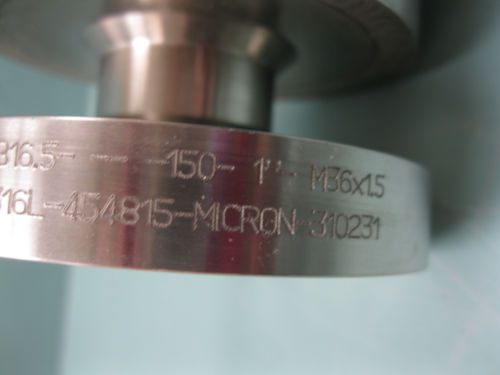 B16.5- -150- 1"- M36x1.5
316L-454815-MICRON-310231